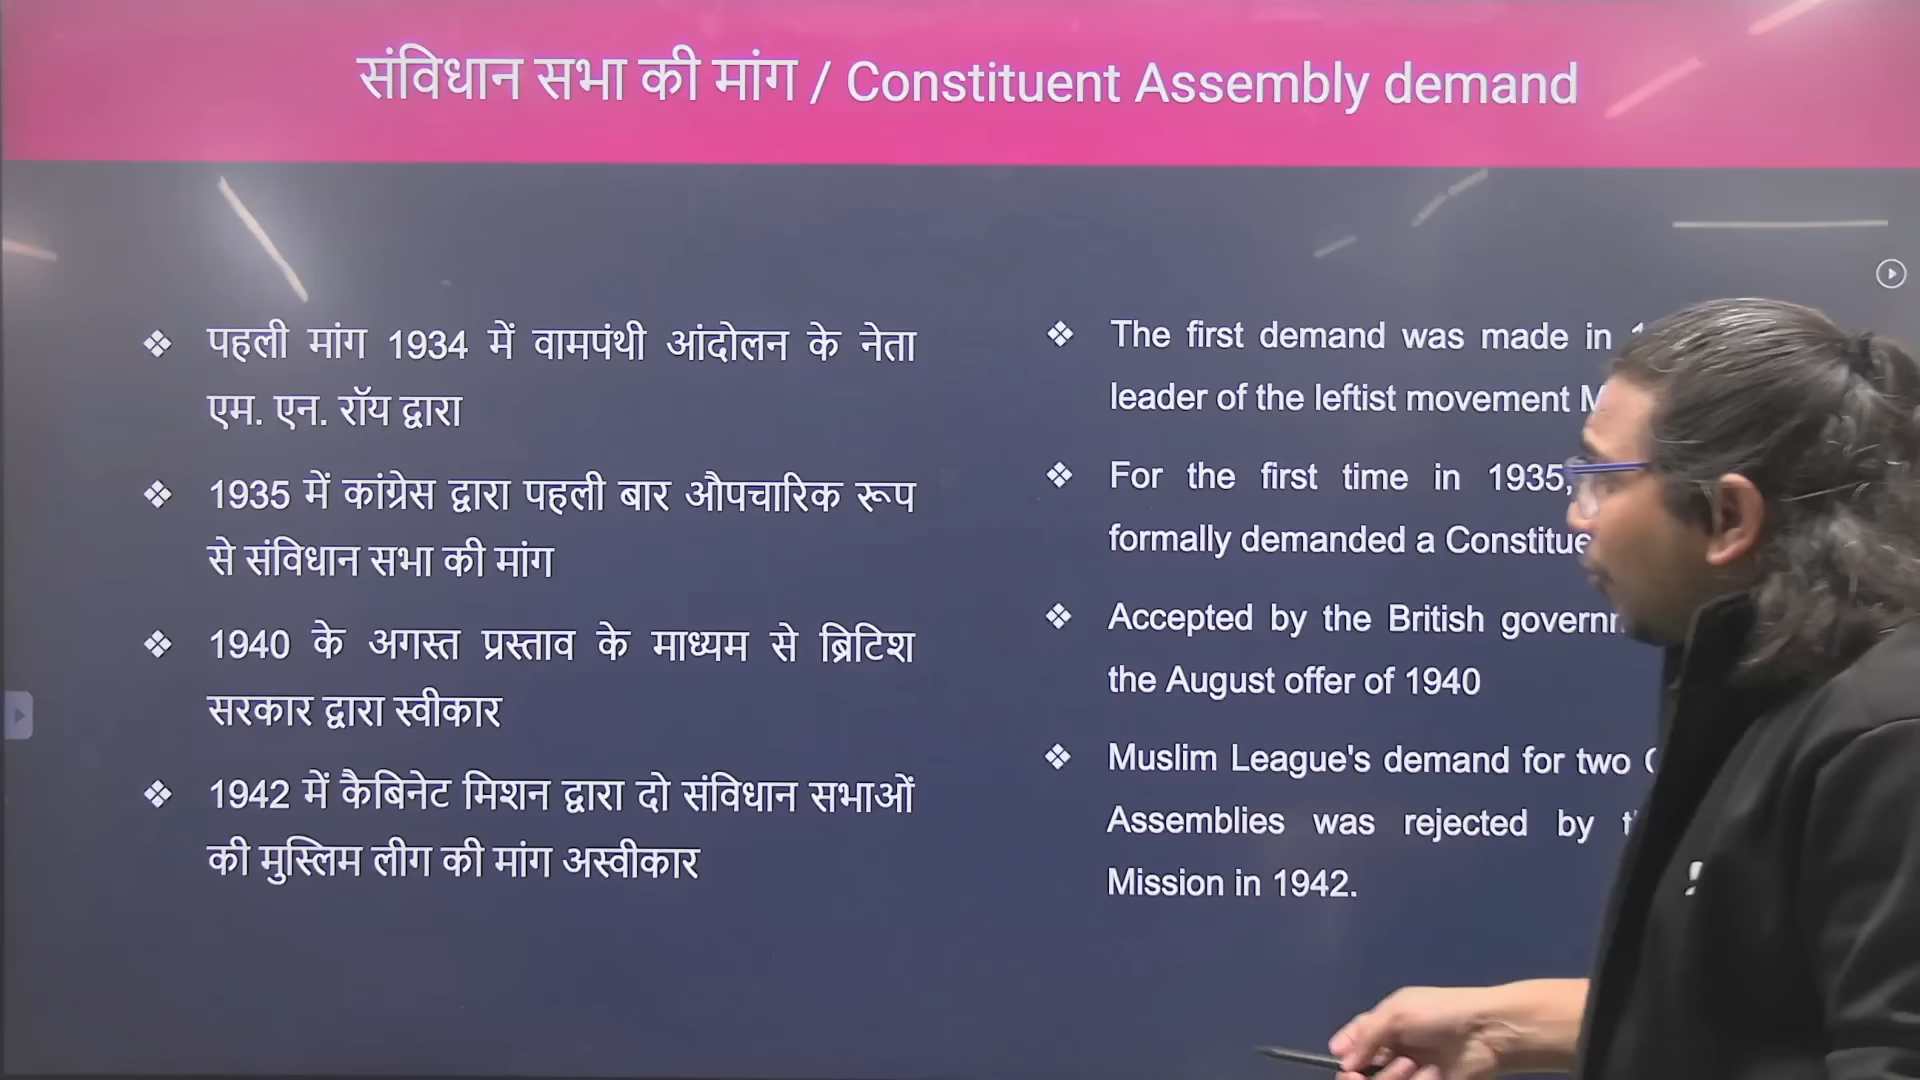 संविधान सभा की मांग / Constituent Assembly demand
❖ पहली मांग 1934 में वामपंथी आंदोलन के नेता
एम. एन. रॉय द्वारा
❖ 1935 में कांग्रेस द्वारा पहली बार औपचारिक रूप
से संविधान सभा की मांग
❖ 1940 के अगस्त प्रस्ताव के माध्यम से ब्रिटिश
सरकार द्वारा स्वीकार
❖ 1942 में कैबिनेट मिशन द्वारा दो संविधान सभाओं
की मुस्लिम लीग की मांग अस्वीकार
❖ The first demand was made in
leader of the leftist movement
❖ For the first time in 1935,
formally demanded a
❖ Accepted by the British
the August offer of 1940
❖ Muslim League's demand for two
Assemblies was rejected by
Mission in 1942.